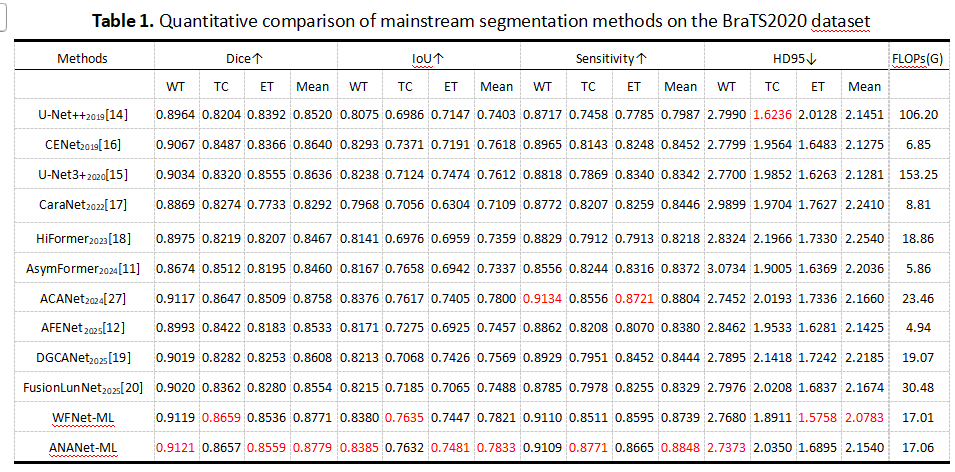 Table 1. Quantitative comparison of mainstream segmentation methods on the BraTS2020 dataset
Methods Dice↑ IoU↑ Sensitivity↑ HD95↓ FLOPs(G)
WT TC ET Mean WT TC ET Mean WT TC ET Mean WT TC ET Mean
U-Net++2019[14] 0.8964 0.8204 0.8392 0.8520 0.8075 0.6986 0.7147 0.7403 0.8717 0.7458 0.7785 0.7987 2.7990 1.6236 2.0128 2.1451 106.20
CENet2019[16] 0.9067 0.8487 0.8366 0.8640 0.8293 0.7371 0.7191 0.7618 0.8965 0.8143 0.8248 0.8452 2.7799 1.9564 1.6483 2.1275 6.85
U-Net3+2020[15] 0.9034 0.8320 0.8555 0.8636 0.8238 0.7124 0.7474 0.7612 0.8818 0.7869 0.8340 0.8342 2.7700 1.9852 1.6263 2.1281 153.25
CaraNet2022[17] 0.8869 0.8274 0.7733 0.8292 0.7968 0.7056 0.6304 0.7109 0.8772 0.8207 0.8259 0.8446 2.9899 1.9704 1.7627 2.2410 8.81
HiFormer2023[18] 0.8975 0.8219 0.8207 0.8467 0.8141 0.6976 0.6959 0.7359 0.8829 0.7912 0.7913 0.8218 2.8324 2.1966 1.7330 2.2540 18.86
AsymFormer2024[11] 0.8674 0.8512 0.8195 0.8460 0.8167 0.7658 0.6942 0.7337 0.8556 0.8244 0.8316 0.8372 3.0734 1.9005 1.6369 2.2036 5.86
ACANet2024[27] 0.9117 0.8647 0.8509 0.8758 0.8376 0.7617 0.7405 0.7800 0.9134 0.8556 0.8721 0.8804 2.7452 2.0193 1.7336 2.1660 23.46
AFENet2025[12] 0.8993 0.8422 0.8183 0.8533 0.8171 0.7275 0.6925 0.7457 0.8862 0.8208 0.8070 0.8380 2.8462 1.9533 1.6281 2.1425 4.94
DGCANet2025[19] 0.9019 0.8282 0.8253 0.8608 0.8213 0.7068 0.7426 0.7569 0.8929 0.7951 0.8452 0.8444 2.7895 2.1418 1.7242 2.2185 19.07
FusionLunNet2025[20] 0.9020 0.8362 0.8280 0.8554 0.8215 0.7185 0.7065 0.7488 0.8785 0.7978 0.8255 0.8329 2.7976 2.0208 1.6837 2.1674 30.48
WFNet-ML 0.9119 0.8659 0.8536 0.8771 0.8380 0.7635 0.7447 0.7821 0.9110 0.8511 0.8595 0.8739 2.7680 1.8911 1.5758 2.0783 17.01
ANANet-ML 0.9121 0.8657 0.8559 0.8779 0.8385 0.7632 0.7481 0.7833 0.9109 0.8771 0.8665 0.8848 2.7373 2.0350 1.6895 2.1540 17.06